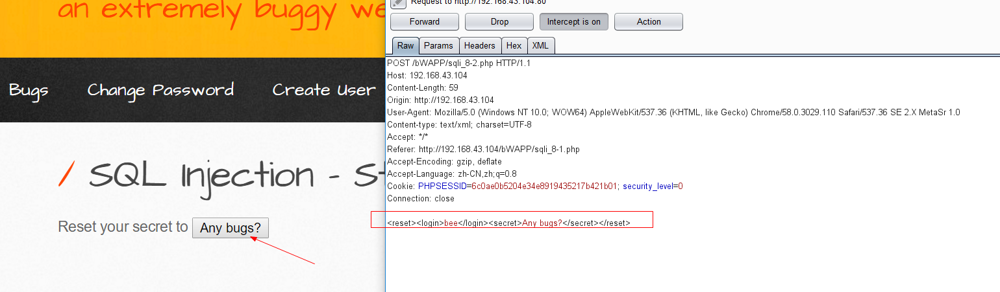 an extremely buggy we
Bugs Change Password Create User
/ SQL Injection - St
Reset your secret to Any bugs?
Request to http://192.168.43.104:80
Forward Drop Intercept is on Action
Raw Params Headers Hex XML
POST /bWAPP/sqli_8-2.php HTTP/1.1
Host: 192.168.43.104
Content-Length: 59
Origin: http://192.168.43.104
User-Agent: Mozilla/5.0 (Windows NT 10.0; WOW64) AppleWebKit/537.36 (KHTML, like Gecko) Chrome/58.0.3029.110 Safari/537.36 SE 2.X MetaSr 1.0
Content-type: text/xml; charset=UTF-8
Accept: */*
Referer: http://192.168.43.104/bWAPP/sqli_8-1.php
Accept-Encoding: gzip, deflate
Accept-Language: zh-CN,zh;q=0.8
Cookie: PHPSESSID=6c0ae0b5204e34e8919435217b421b01; security_level=0
Connection: close
<reset><login>bee</login><secret>Any bugs?</secret></reset>